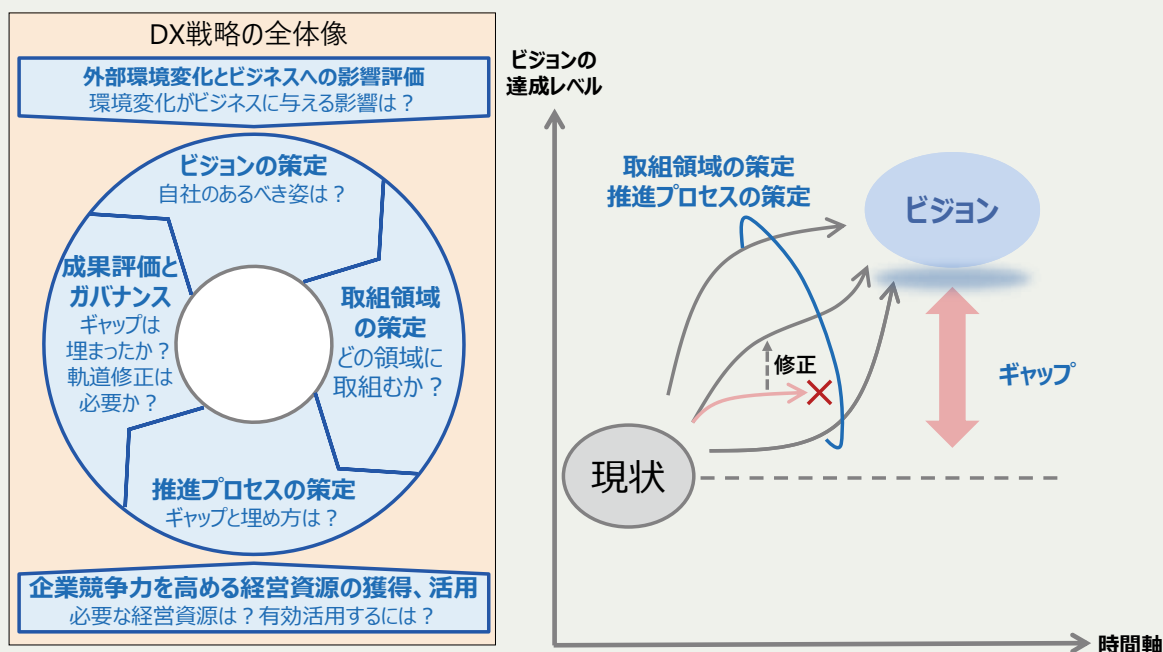 DX戦略の全体像
外部環境変化とビジネスへの影響評価
環境変化がビジネスに与える影響は？
ビジョンの策定
自社のあるべき姿は？
成果評価と
ガバナンス
ギャップは
埋まったか？
軌道修正は
必要か？
取組領域
の策定
どの領域に
取組むか？
推進プロセスの策定
ギャップと埋め方は？
企業競争力を高める経営資源の獲得、活用
必要な経営資源は？有効活用するには？
ビジョンの
達成レベル
取組領域の策定
推進プロセスの策定
ビジョン
修正
ギャップ
現状
時間軸